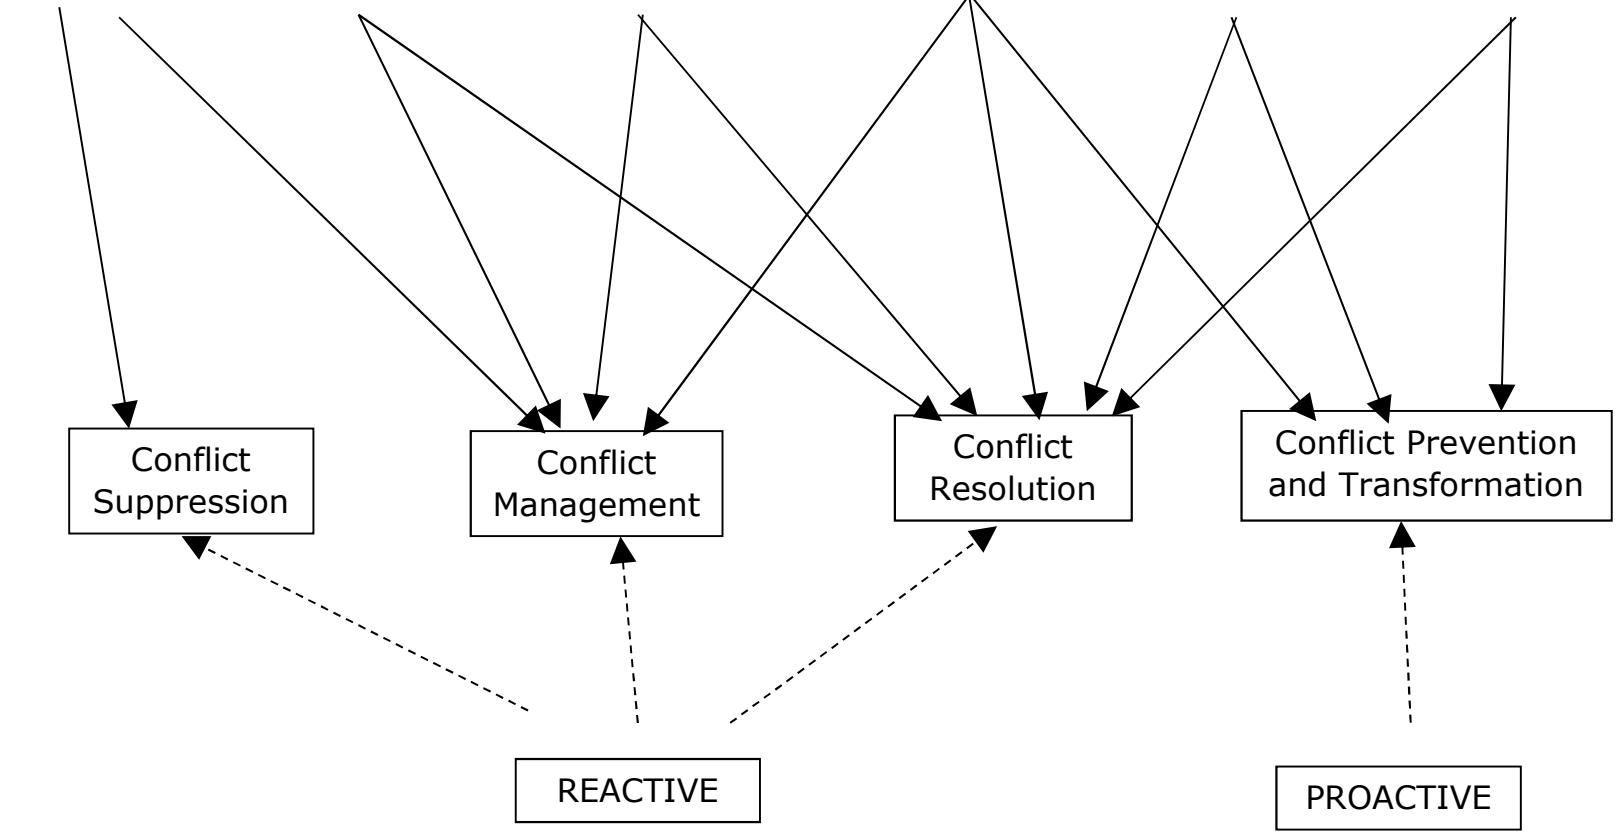 Conflict
Suppression
Conflict
Management
Conflict
Resolution
Conflict Prevention
and Transformation
REACTIVE
PROACTIVE